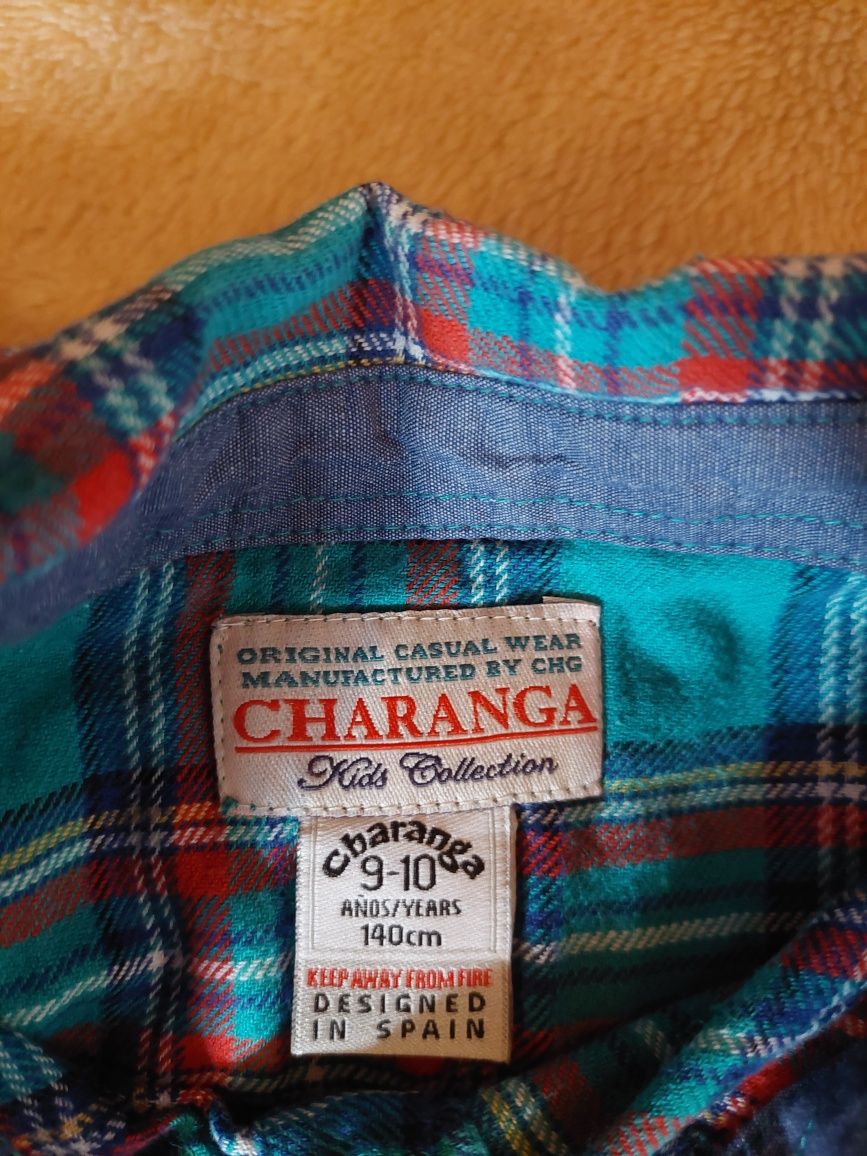 ORIGINAL CASUAL WEAR
MANUFACTURED BY CHG
CHARANGA
Kids Collection
Charanga
9-10
AÑOS/YEARS
140cm
KEEP AWAY FROM FIRE
DESIGNED
IN SPAIN